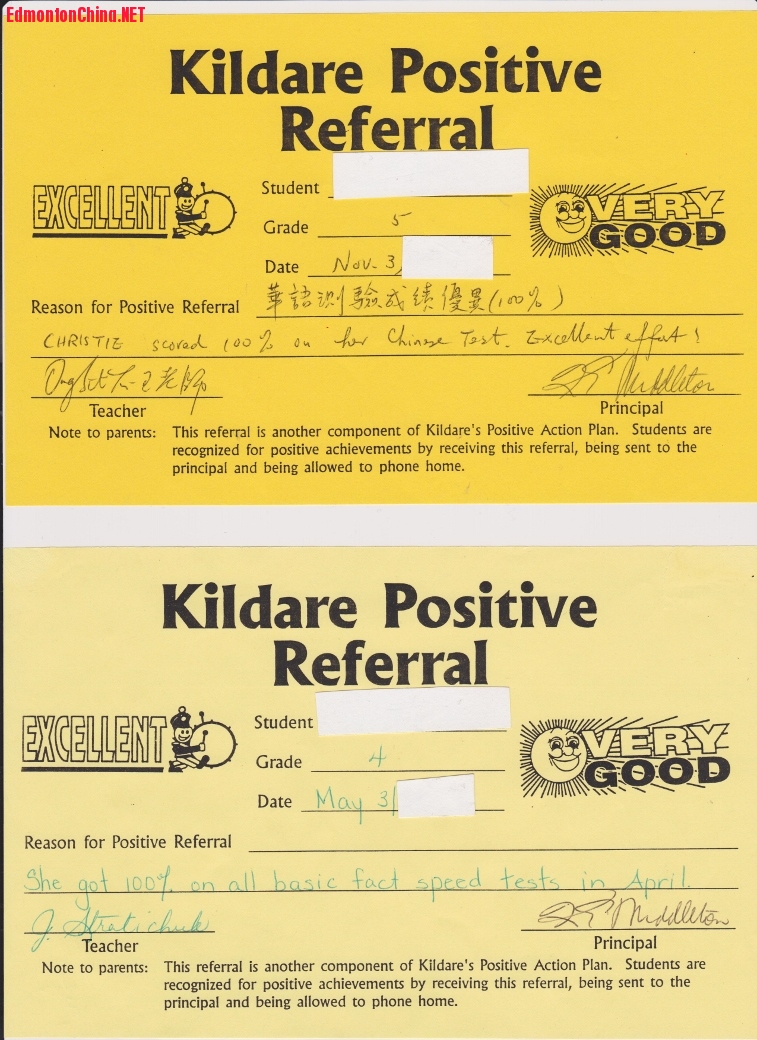 EdmontonChina.NET
Kildare Positive
Referral
EXCELLENT
Student
VERY
GOOD
Grade 5
Date Nov. 3,
Reason for Positive Referral 華語測驗成績優異(100%)
CHRISTIE scored 100% on her Chinese Test. Excellent effort!
Middleton
Teacher
Principal
Note to parents: This referral is another component of Kildare's Positive Action Plan. Students are
recognized for positive achievements by receiving this referral, being sent to the
principal and being allowed to phone home.
Kildare Positive
Referral
EXCELLENT
Student
VERY
GOOD
Grade 4
Date May 3
Reason for Positive Referral
She got 100% on all basic fact speed tests in April.
J. Stratichuk Middleton
Teacher
Principal
Note to parents: This referral is another component of Kildare's Positive Action Plan. Students are
recognized for positive achievements by receiving this referral, being sent to the
principal and being allowed to phone home.